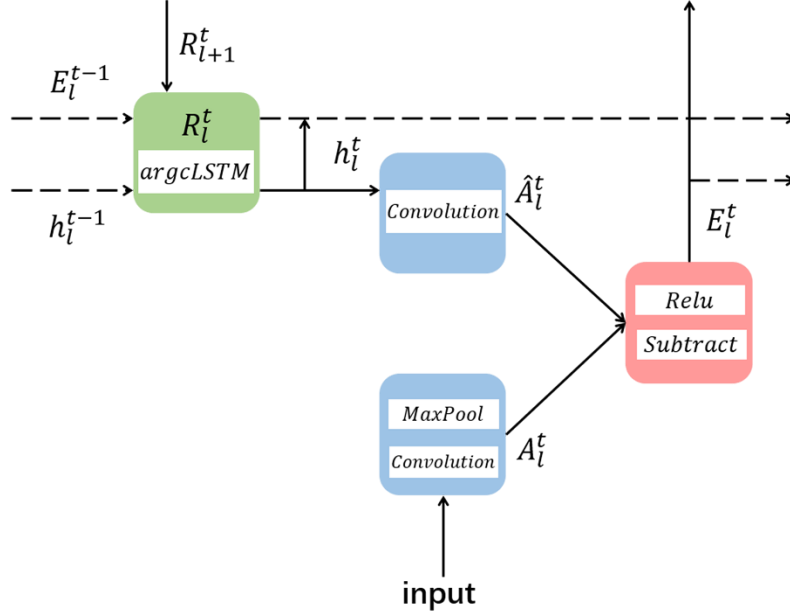 R_{l+1}^t
E_l^{t-1}
R_l^t
argcLSTM
h_l^{t-1}
h_l^t
Convolution
Â_l^t
E_l^t
Relu
Subtract
MaxPool
Convolution
A_l^t
input